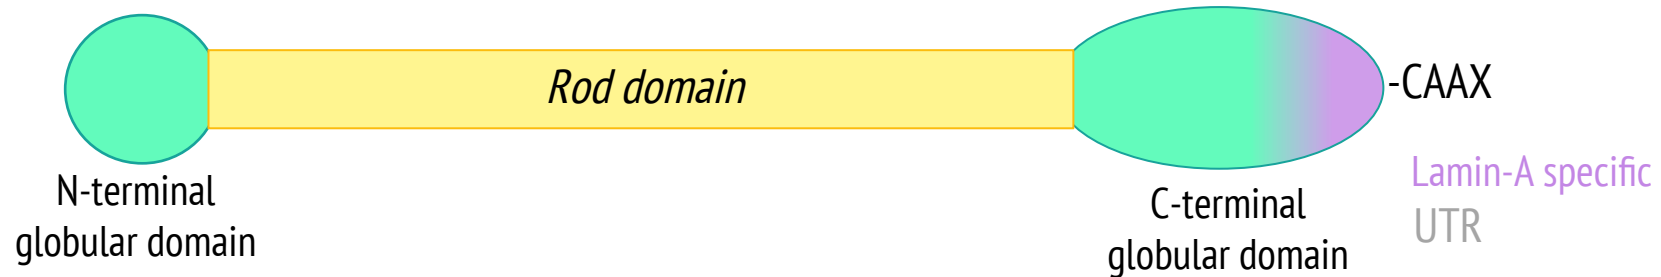 Rod domain
-CAAX
N-terminal
globular domain
C-terminal
globular domain
Lamin-A specific
UTR